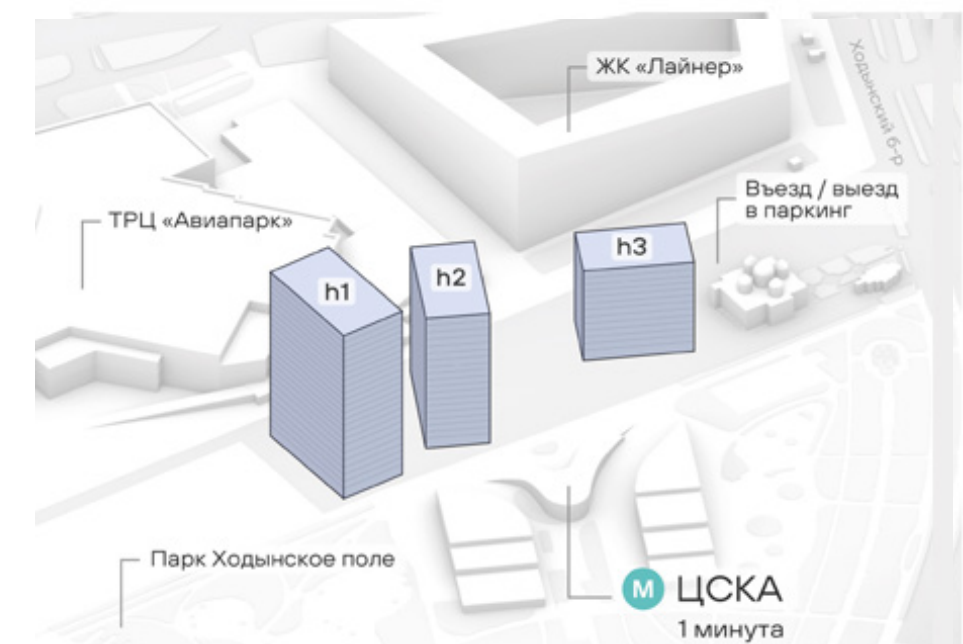 ЖК «Лайнер»
Ходынский б-р
Въезд / выезд
в паркинг
ТРЦ «Авиапарк»
h1
h2
h3
Парк Ходынское поле
М ЦСКА
1 минута